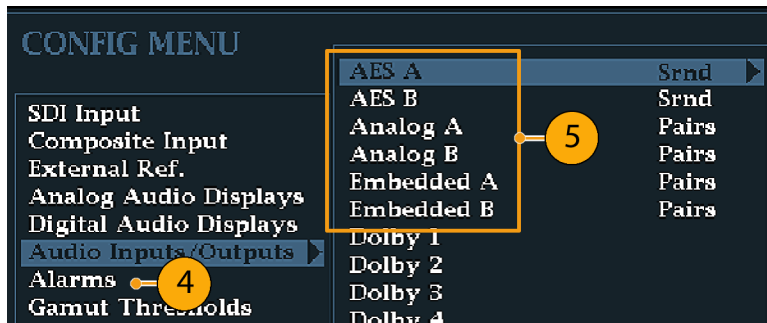 CONFIG MENU
SDI Input
Composite Input
External Ref.
Analog Audio Displays
Digital Audio Displays
Audio Inputs/Outputs
Alarms
4
Gamut Thresholds
AES A Srnd
AES B Srnd
Analog A Pairs
Analog B Pairs
Embedded A Pairs
Embedded B Pairs
5
Dolby 1
Dolby 2
Dolby 3
Dolby 4